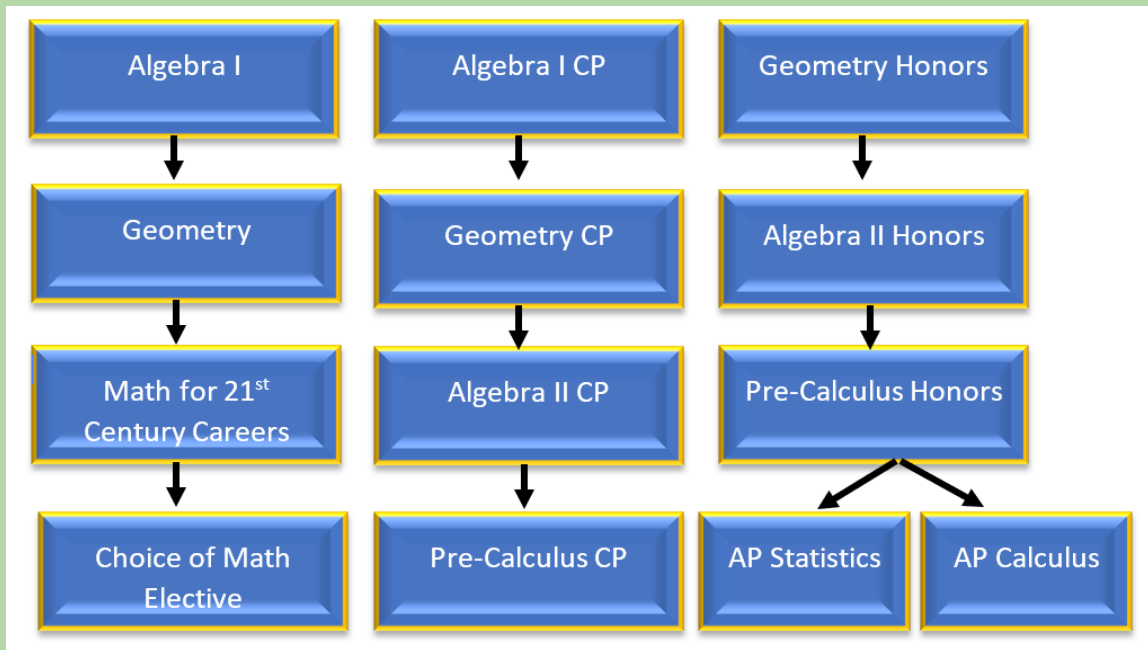 Algebra I
Algebra I CP
Geometry Honors
Geometry
Geometry CP
Algebra II Honors
Math for 21st
Century Careers
Algebra II CP
Pre-Calculus Honors
Choice of Math
Elective
Pre-Calculus CP
AP Statistics
AP Calculus